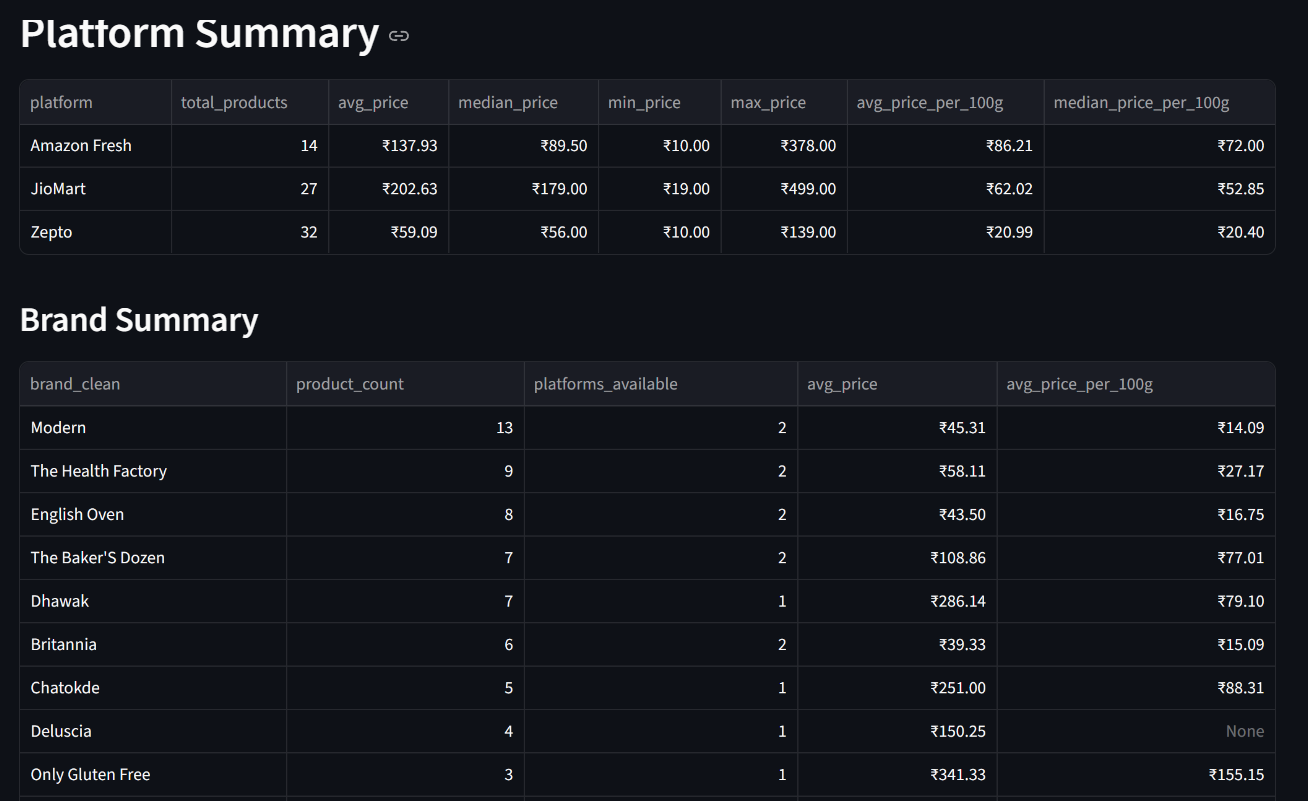 Platform Summary
platform total_products avg_price median_price min_price max_price avg_price_per_100g median_price_per_100g
Amazon Fresh 14 ₹137.93 ₹89.50 ₹10.00 ₹378.00 ₹86.21 ₹72.00
JioMart 27 ₹202.63 ₹179.00 ₹19.00 ₹499.00 ₹62.02 ₹52.85
Zepto 32 ₹59.09 ₹56.00 ₹10.00 ₹139.00 ₹20.99 ₹20.40
Brand Summary
brand_clean product_count platforms_available avg_price avg_price_per_100g
Modern 13 2 ₹45.31 ₹14.09
The Health Factory 9 2 ₹58.11 ₹27.17
English Oven 8 2 ₹43.50 ₹16.75
The Baker'S Dozen 7 2 ₹108.86 ₹77.01
Dhawak 7 1 ₹286.14 ₹79.10
Britannia 6 2 ₹39.33 ₹15.09
Chatokde 5 1 ₹251.00 ₹88.31
Deluscia 4 1 ₹150.25 None
Only Gluten Free 3 1 ₹341.33 ₹155.15